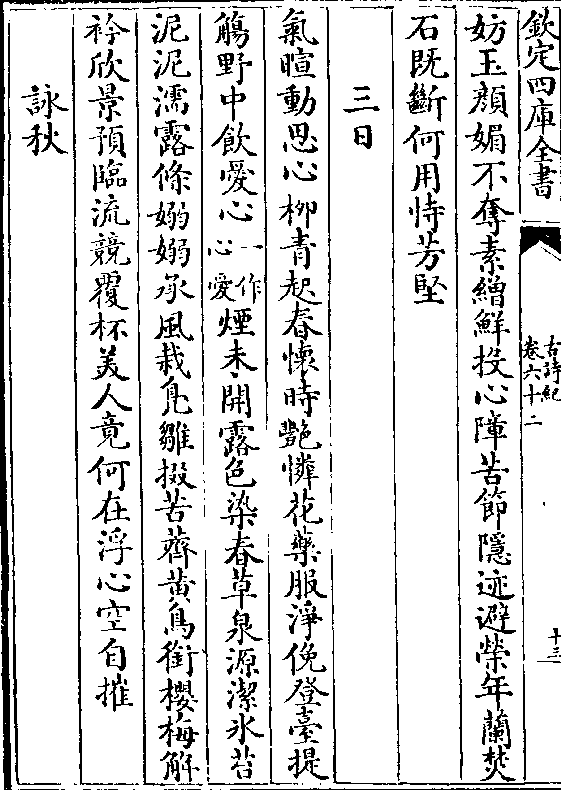 欽定四庫全書
古詩紀
卷六十二
十三
妨玉顔媚不奪素繒鮮投心障苦節隱迹避榮年蘭焚
石既斷何用恃芳堅
三日
氣暄動思心柳青起春懷時艶憐花藥服淨俛登臺提
觴野中飲愛心一作心愛煙未開露色染春草泉源潔氷苔
泥泥濡露條嫋嫋承風栽鳬雛掇苦薺黄鳥銜櫻梅解
衿欣景預臨流競覆杯美人竟何在浮心空自摧
詠秋